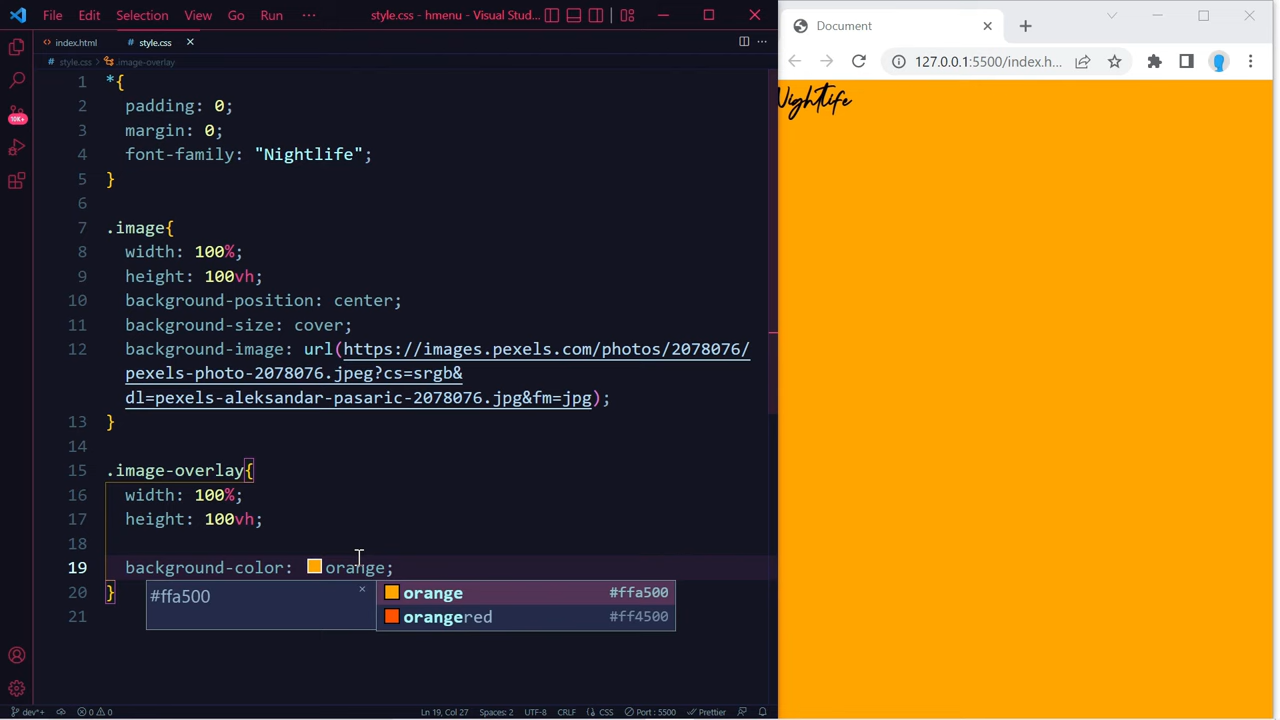 File Edit Selection View Go Run ··· style.css - hmenu - Visual Stud...
index.html style.css
style.css > .image-overlay
1 *{
2 padding: 0;
3 margin: 0;
4 font-family: "Nightlife";
5 }
6
7 .image{
8 width: 100%;
9 height: 100vh;
10 background-position: center;
11 background-size: cover;
12 background-image: url(https://images.pexels.com/photos/2078076/
pexels-photo-2078076.jpeg?cs=srgb&
dl=pexels-aleksandar-pasaric-2078076.jpg&fm=jpg);
13 }
14
15 .image-overlay{
16 width: 100%;
17 height: 100vh;
18
19 background-color: orange;
20 }
21
#ffa500
orange #ffa500
orangered #ff4500
10K+
dev*+ 0 0 Ln 19, Col 27 Spaces: 2 UTF-8 CRLF CSS Port : 5500 Prettier
Document
127.0.0.1:5500/index.h...
Nightlife